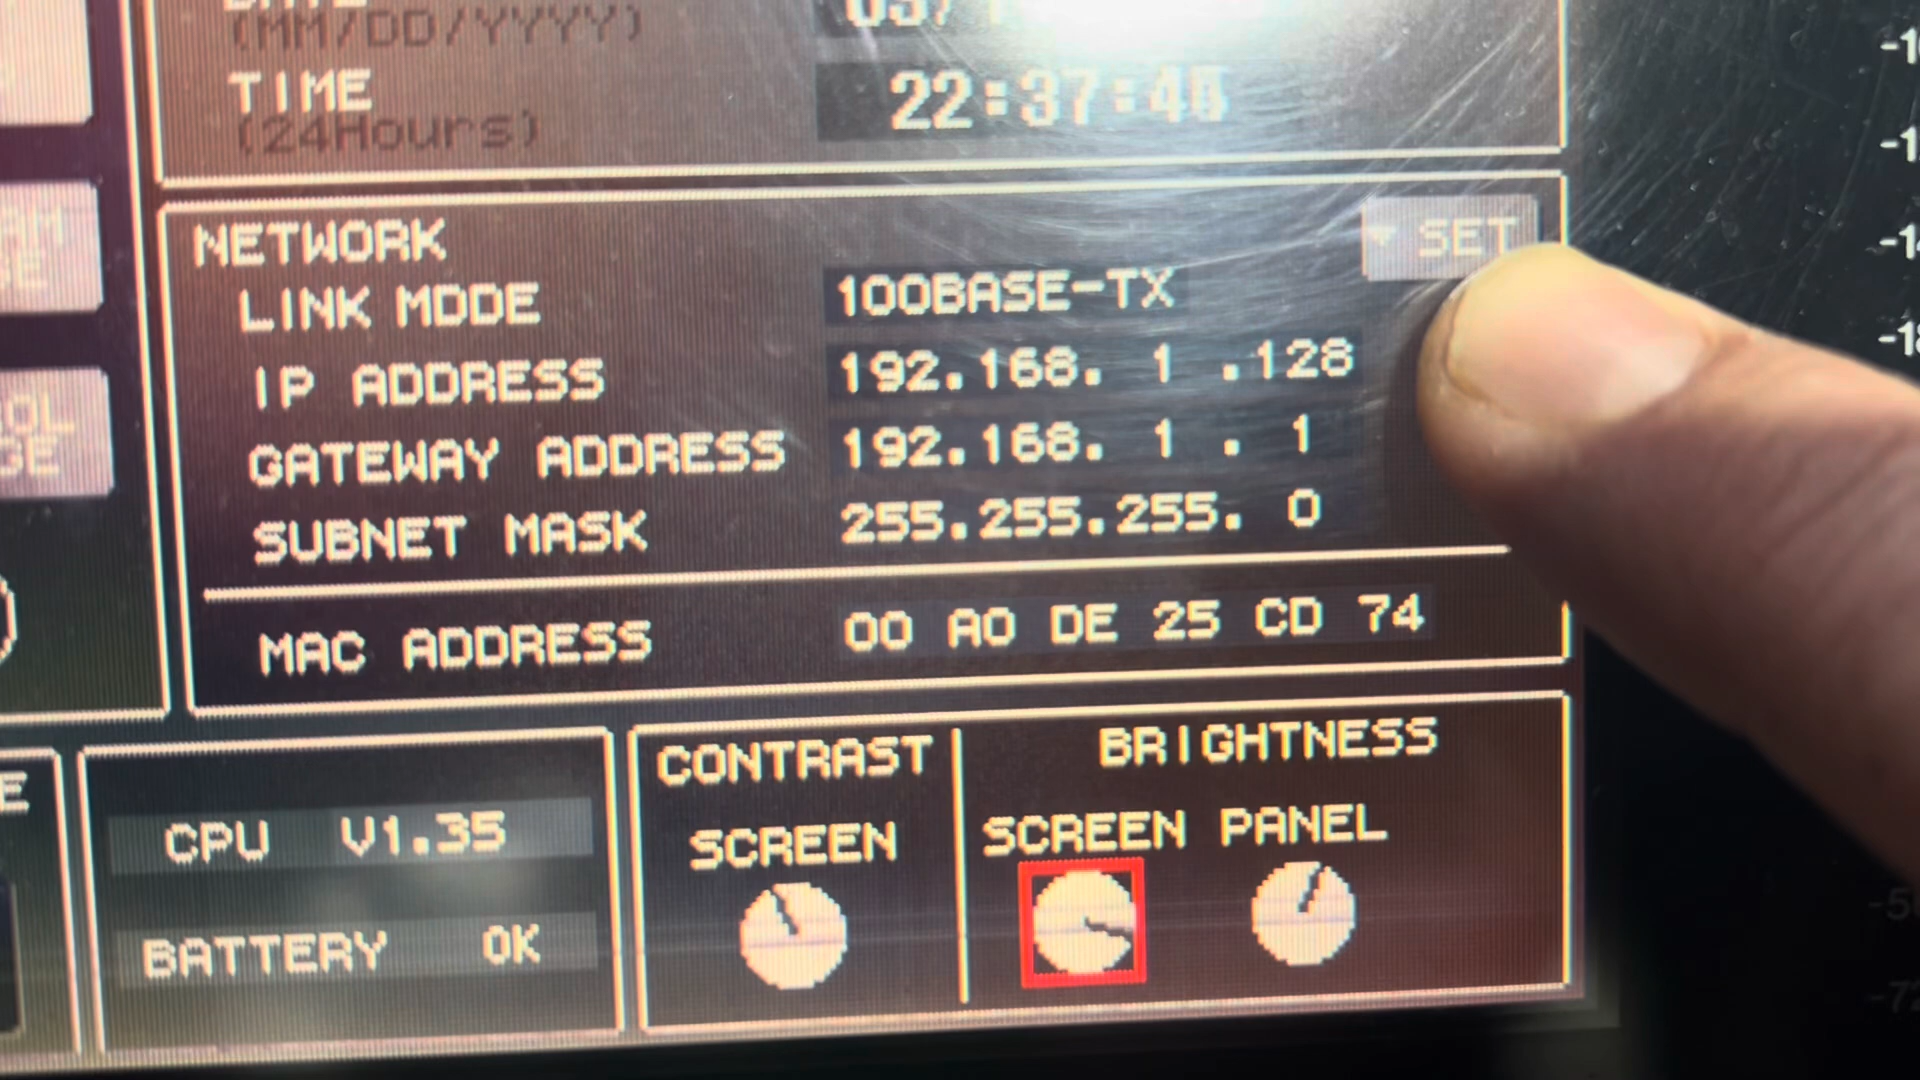 (MM/DD/YYYY)
TIME 22:37:
(24Hours)
NETWORK SET
LINK MODE 100BASE-TX
IP ADDRESS 192.168. 1 .128
GATEWAY ADDRESS 192.168. 1 . 1
SUBNET MASK 255.255.255. 0
MAC ADDRESS 00 A0 DE 25 CD 74
CONTRAST BRIGHTNESS
CPU V1.35 SCREEN SCREEN PANEL
BATTERY OK